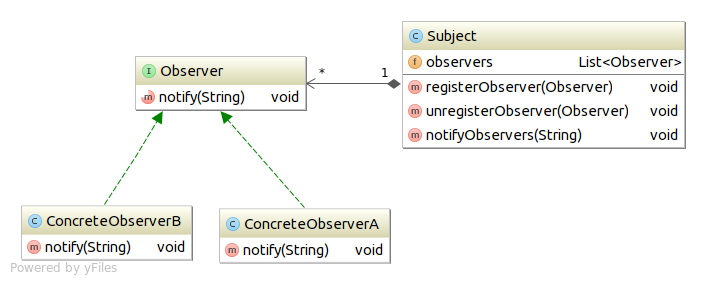 C Subject
f observers List<Observer>
m registerObserver(Observer) void
m unregisterObserver(Observer) void
m notifyObservers(String) void
I Observer
m notify(String) void
* 1
C ConcreteObserverB
m notify(String) void
C ConcreteObserverA
m notify(String) void
Powered by yFiles